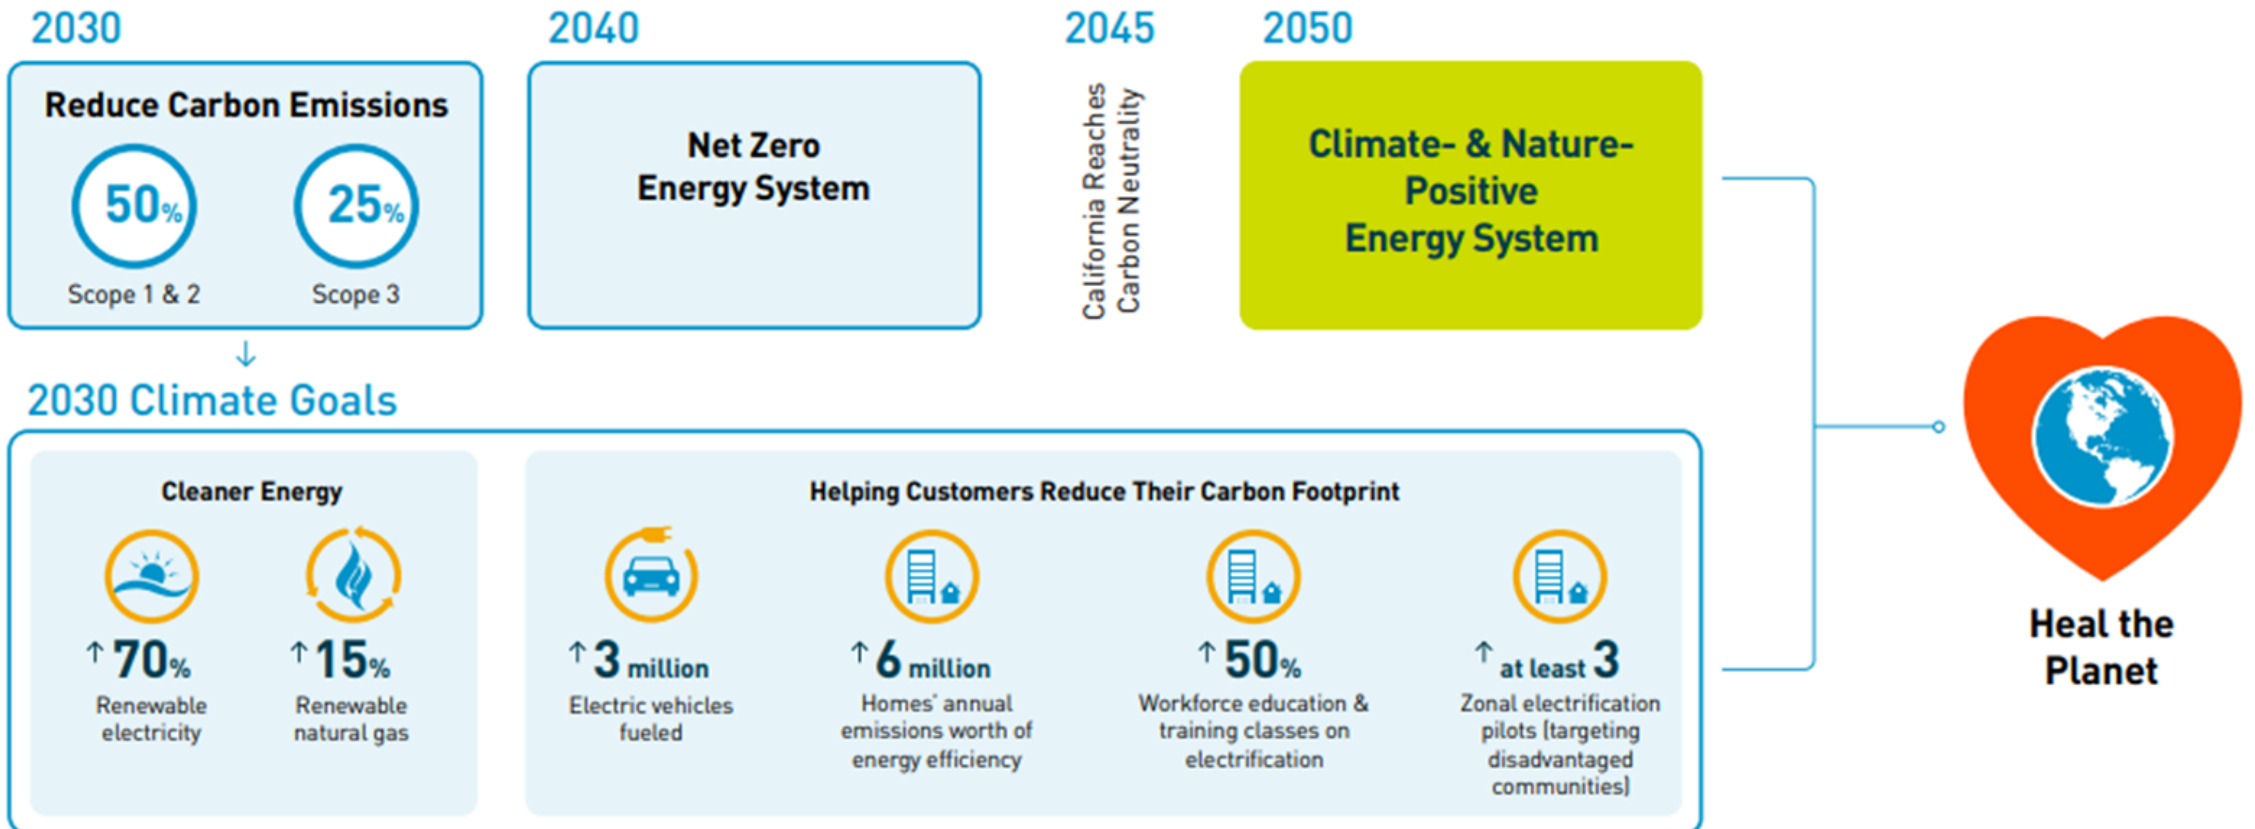 2030
Reduce Carbon Emissions
50%
Scope 1 & 2
25%
Scope 3
2040
Net Zero
Energy System
2045
California Reaches
Carbon Neutrality
2050
Climate- & Nature-
Positive
Energy System
2030 Climate Goals
Cleaner Energy
↑ 70%
Renewable
electricity
↑ 15%
Renewable
natural gas
Helping Customers Reduce Their Carbon Footprint
↑ 3 million
Electric vehicles
fueled
↑ 6 million
Homes' annual
emissions worth of
energy efficiency
↑ 50%
Workforce education &
training classes on
electrification
↑ at least 3
Zonal electrification
pilots (targeting
disadvantaged
communities)
Heal the
Planet